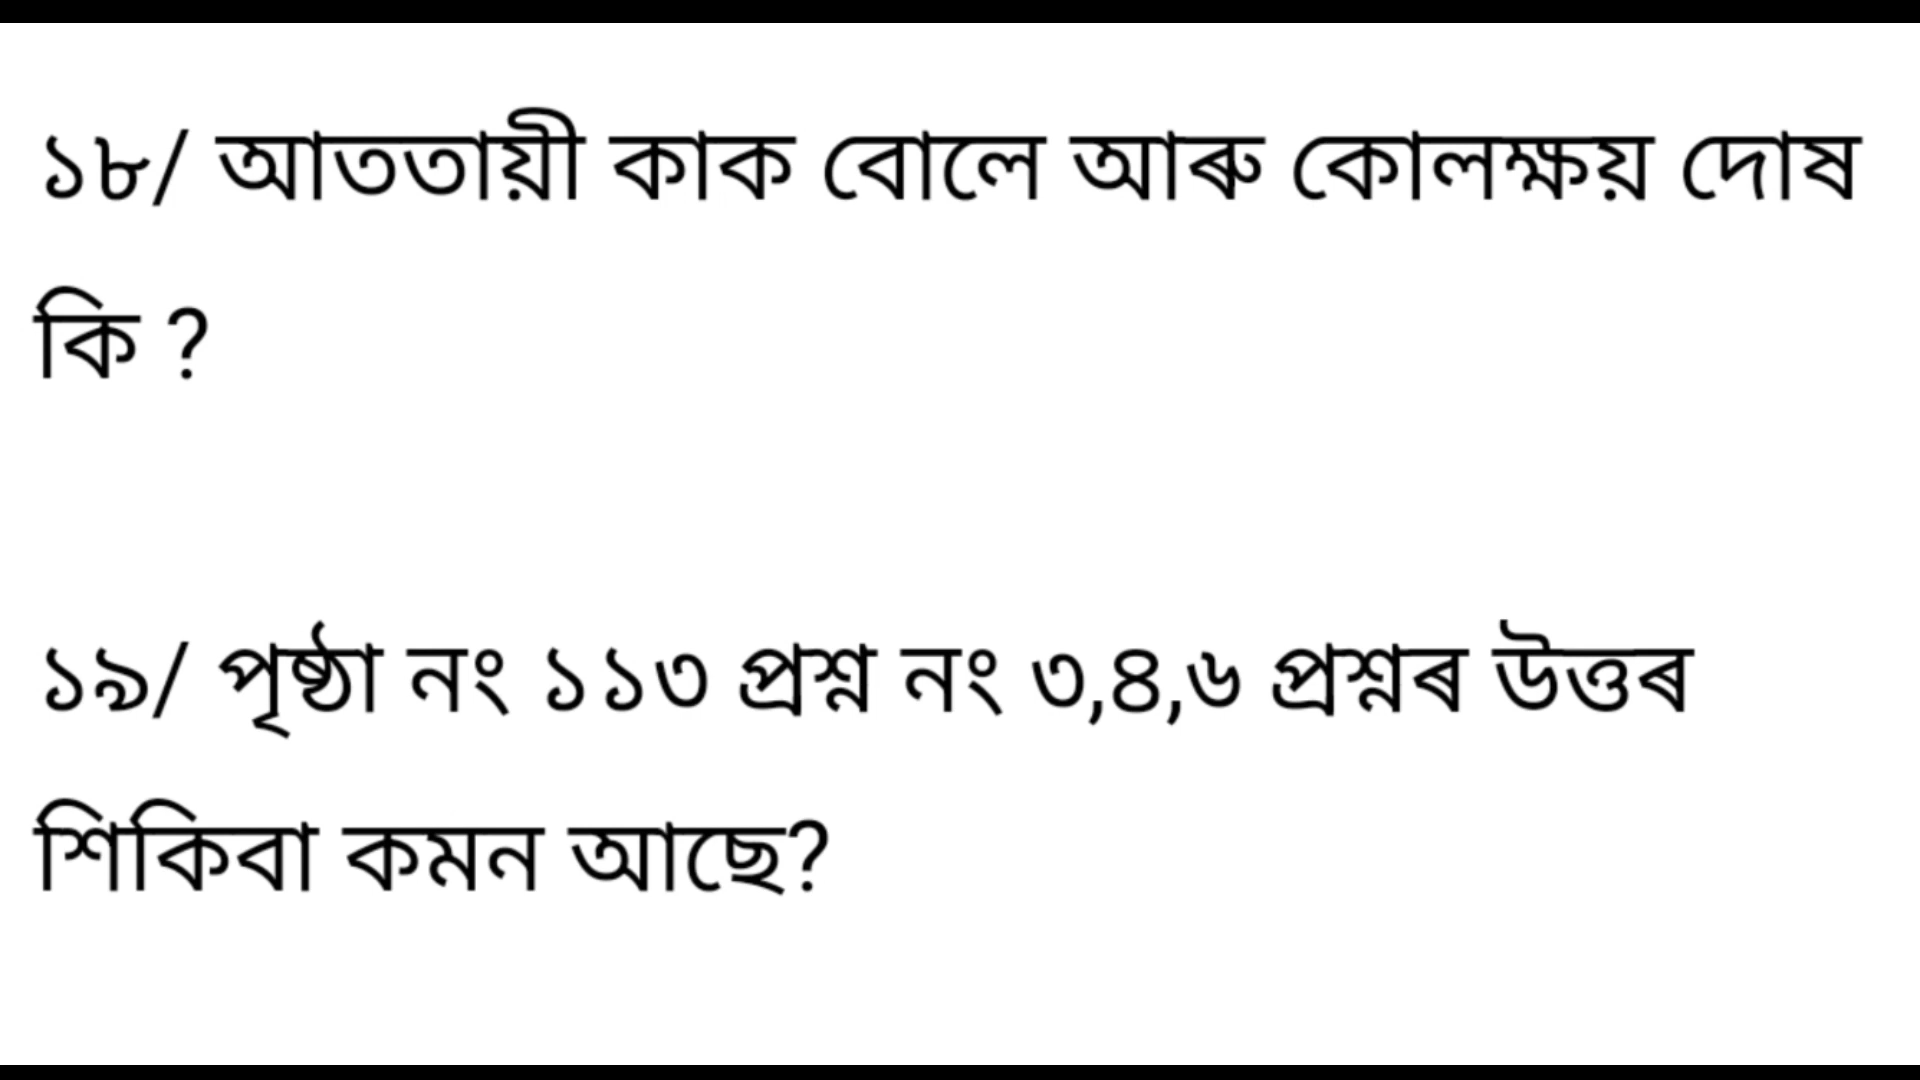 ১৮/ আততায়ী কাক বোলে আৰু কোলক্ষয় দোষ
কি ?
১৯/ পৃষ্ঠা নং ১১৩ প্ৰশ্ন নং ৩,৪,৬ প্ৰশ্নৰ উত্তৰ
শিকিবা কমন আছে?